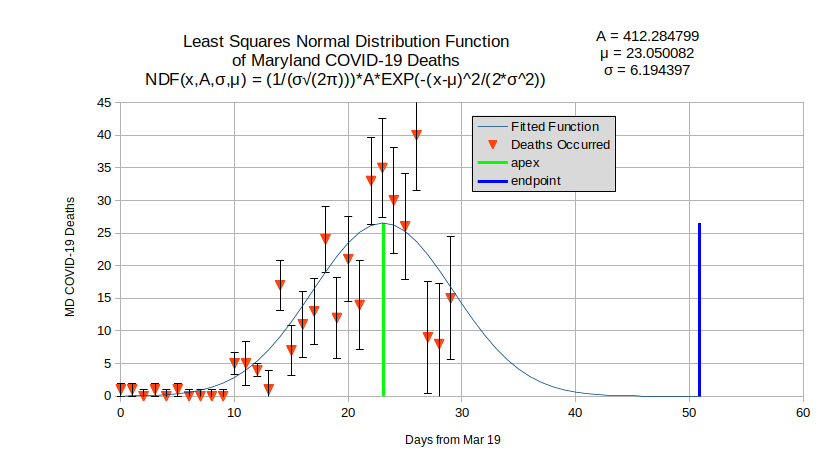 Least Squares Normal Distribution Function
of Maryland COVID-19 Deaths
NDF(x,A,σ,μ) = (1/(σ√(2π)))*A*EXP(-(x-μ)^2/(2*σ^2))
A = 412.284799
μ = 23.050082
σ = 6.194397
45
40
35
30
25
20
15
10
5
0
MD COVID-19 Deaths
Fitted Function
Deaths Occurred
apex
endpoint
0 10 20 30 40 50 60
Days from Mar 19